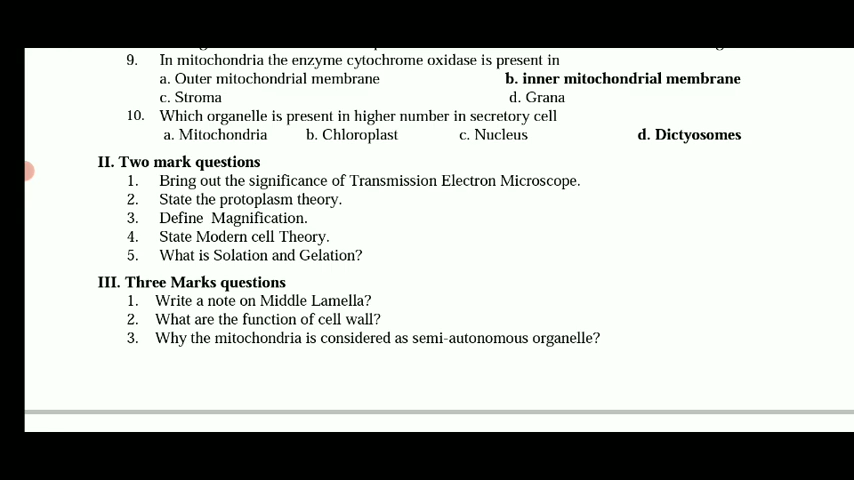 9. In mitochondria the enzyme cytochrome oxidase is present in
a. Outer mitochondrial membrane b. inner mitochondrial membrane
c. Stroma d. Grana
10. Which organelle is present in higher number in secretory cell
a. Mitochondria b. Chloroplast c. Nucleus d. Dictyosomes
II. Two mark questions
1. Bring out the significance of Transmission Electron Microscope.
2. State the protoplasm theory.
3. Define Magnification.
4. State Modern cell Theory.
5. What is Solation and Gelation?
III. Three Marks questions
1. Write a note on Middle Lamella?
2. What are the function of cell wall?
3. Why the mitochondria is considered as semi-autonomous organelle?